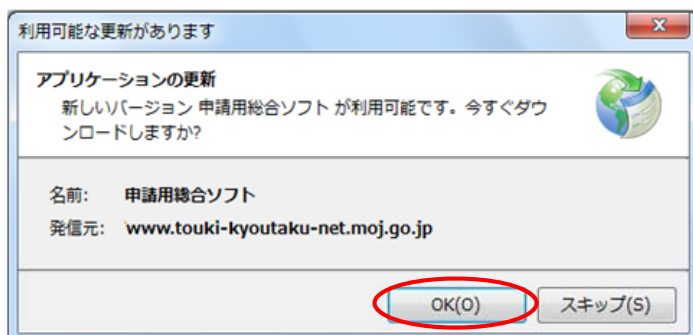 利用可能な更新があります
アプリケーションの更新
新しいバージョン 申請用総合ソフト が利用可能です。今すぐダウ
ンロードしますか?
名前: 申請用総合ソフト
発信元: www.touki-kyoutaku-net.moj.go.jp
OK(O) スキップ(S)